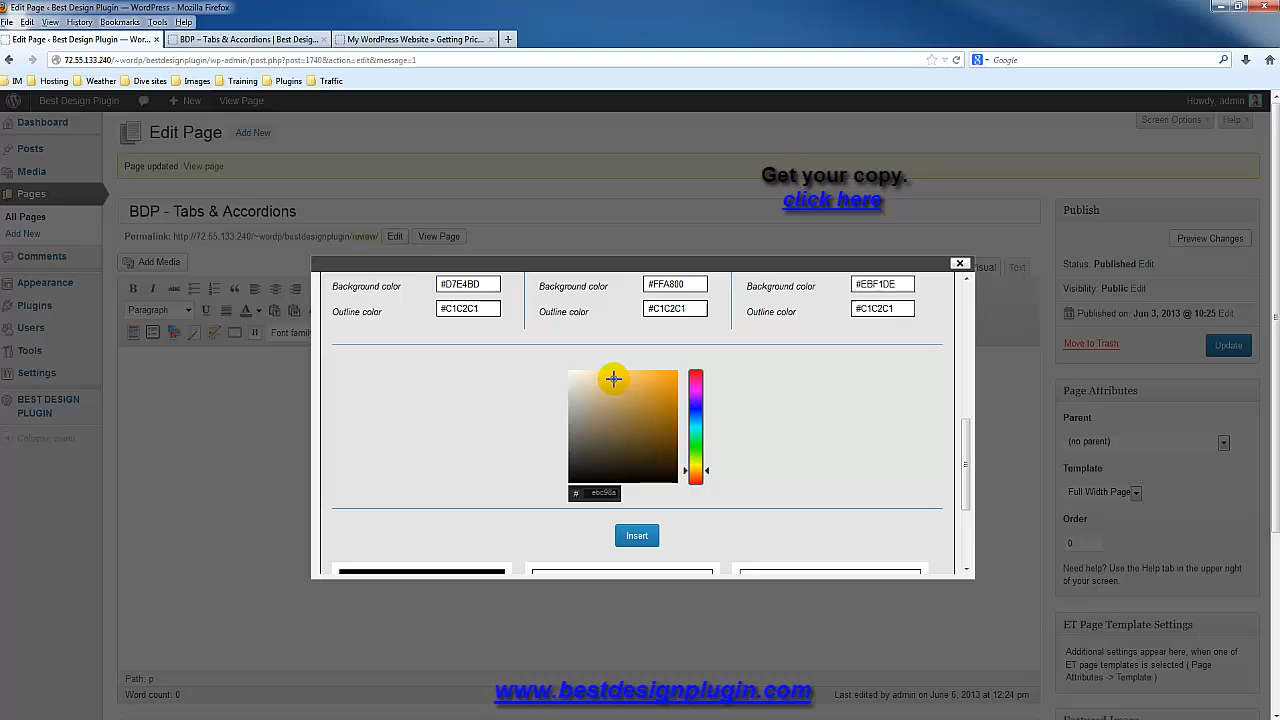 Edit Page ‹ Best Design Plugin — WordPress - Mozilla Firefox
File Edit View History Bookmarks Tools Help
Edit Page ‹ Best Design Plugin — Wor... × BDP – Tabs & Accordions | Best Desig... × My WordPress Website » Getting Pric... × +
72.55.133.240/~wordp/bestdesignplugin/wp-admin/post.php?post=1740&action=edit&message=1
Google
IM Hosting Weather Dive sites Images Training Plugins Traffic
Best Design Plugin + New View Page Howdy, admin
Dashboard
Posts
Media
Pages
All Pages
Add New
Comments
Appearance
Plugins
Users
Tools
Settings
BEST DESIGN
PLUGIN
Collapse menu
Screen Options Help
Edit Page Add New
Page updated. View page
Get your copy.
click here
BDP - Tabs & Accordions
Permalink: http://72.55.133.240/~wordp/bestdesignplugin/review/ Edit View Page
Add Media
Text
B I
Paragraph U A
Font family
Background color #D7E4BD Background color #FFA800 Background color #EBF1DE
Outline color #C1C2C1 Outline color #C1C2C1 Outline color #C1C2C1
Insert
Path: p
Word count: 0
www.bestdesignplugin.com
Last edited by admin on June 6, 2013 at 12:24 pm
Publish
Preview Changes
Status: Published Edit
Visibility: Public Edit
Published on: Jun 3, 2013 @ 10:25 Edit
Move to Trash Update
Page Attributes
Parent
(no parent)
Template
Full Width Page
Order
0
Need help? Use the Help tab in the upper right
of your screen.
ET Page Template Settings
Additional settings appear here, when one of
ET page templates is selected ( Page
Attributes -> Template )